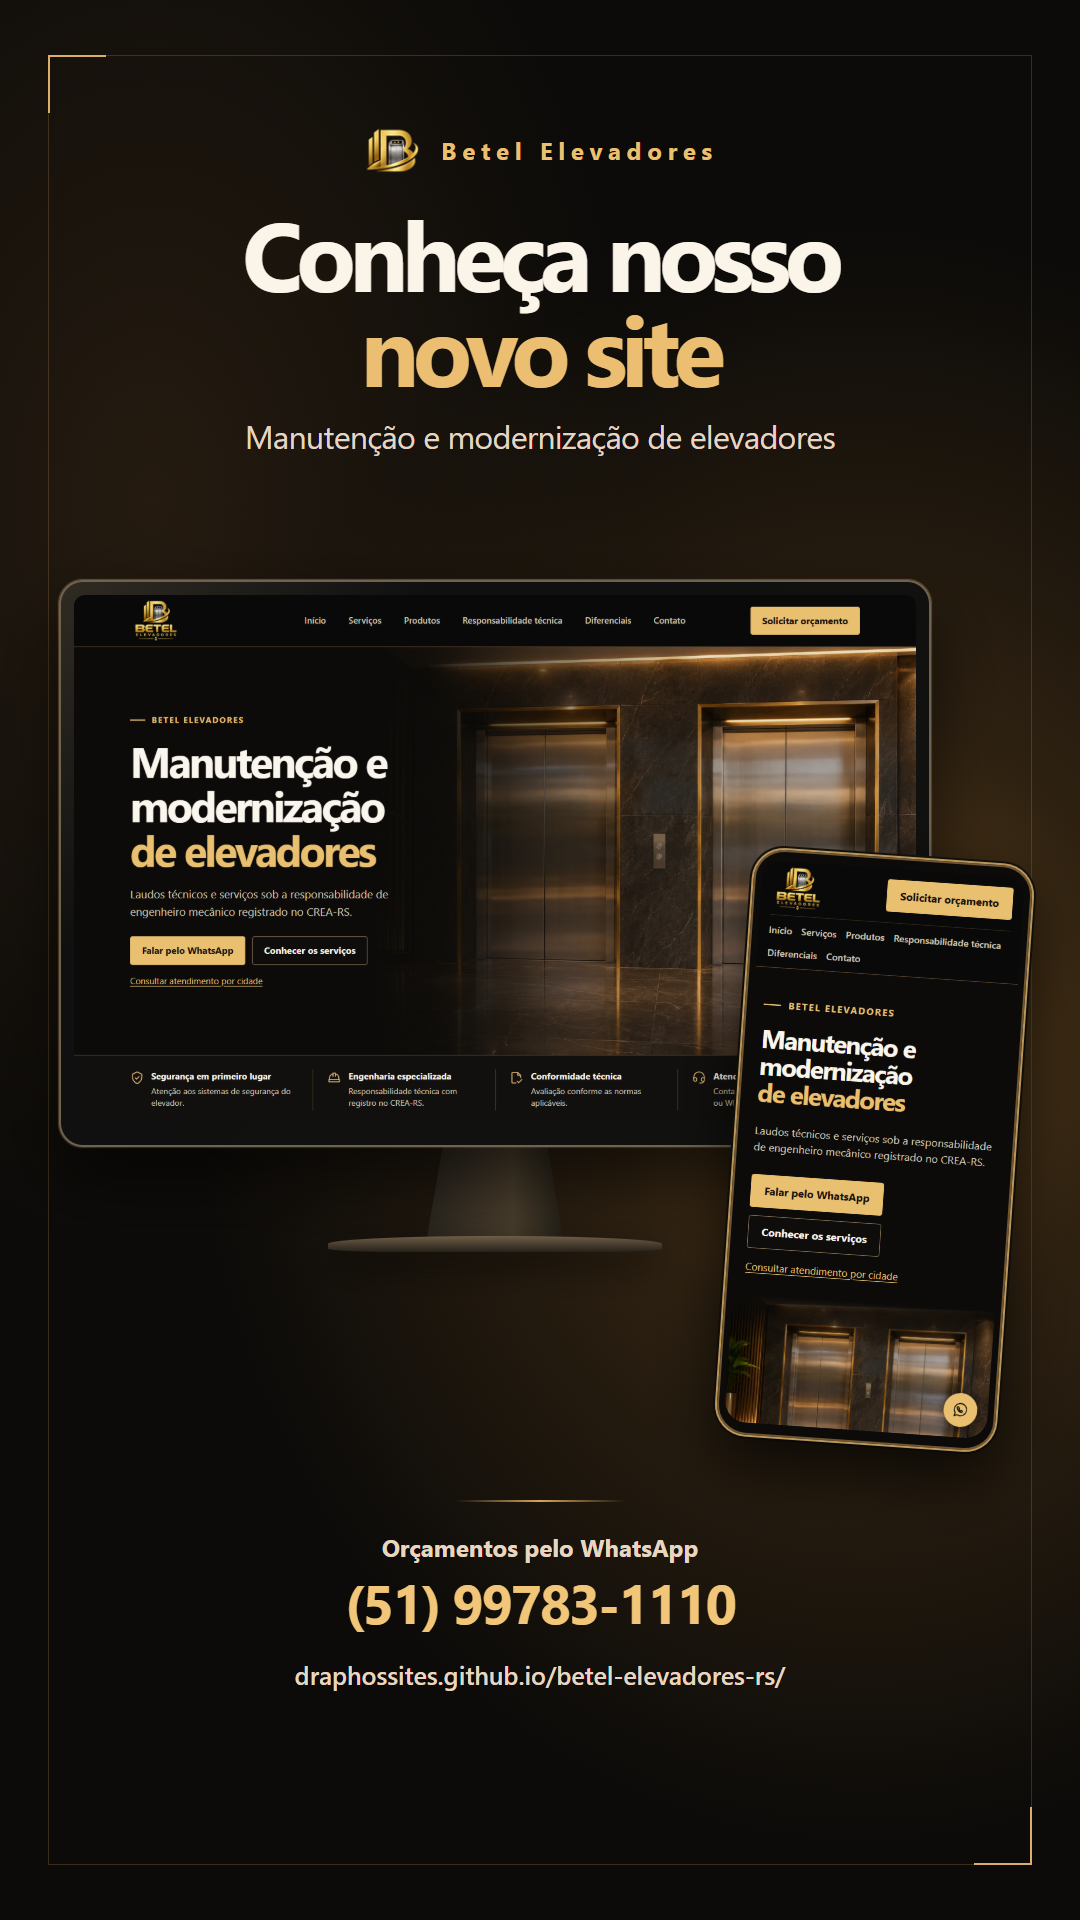 Betel Elevadores
Conheça nosso
novo site
Manutenção e modernização de elevadores
BETEL
ELEVADORES
Início Serviços Produtos Responsabilidade técnica Diferenciais Contato
Solicitar orçamento
BETEL ELEVADORES
Manutenção e
modernização
de elevadores
Laudos técnicos e serviços sob a responsabilidade de
engenheiro mecânico registrado no CREA-RS.
Falar pelo WhatsApp
Conhecer os serviços
Consultar atendimento por cidade
Segurança em primeiro lugar
Atenção aos sistemas de segurança do
elevador.
Engenharia especializada
Responsabilidade técnica com
registro no CREA-RS.
Conformidade técnica
Avaliação conforme as normas
aplicáveis.
BETEL
ELEVADORES
Solicitar orçamento
Início Serviços Produtos Responsabilidade técnica
Diferenciais Contato
BETEL ELEVADORES
Manutenção e
modernização
de elevadores
Laudos técnicos e serviços sob a responsabilidade
de engenheiro mecânico registrado no CREA-RS.
Falar pelo WhatsApp
Conhecer os serviços
Consultar atendimento por cidade
Orçamentos pelo WhatsApp
(51) 99783-1110
draphossites.github.io/betel-elevadores-rs/